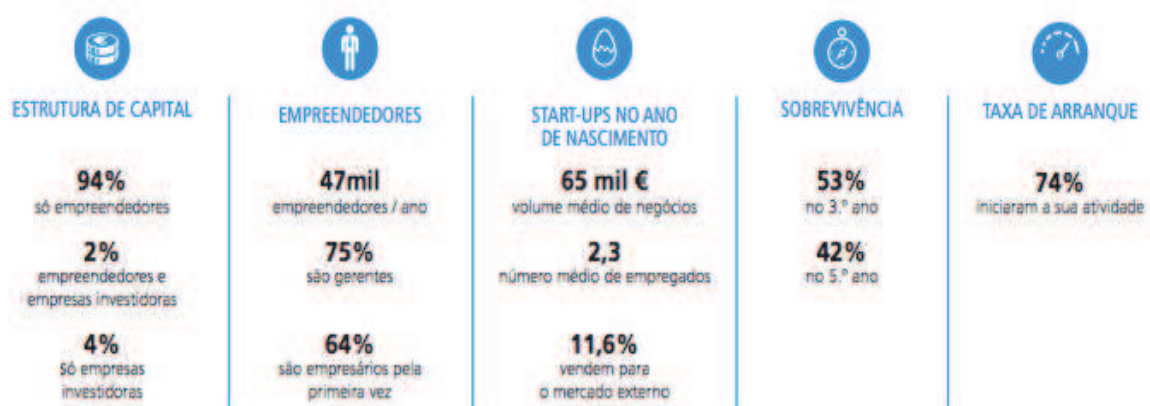 ESTRUTURA DE CAPITAL
94%
só empreendedores
2%
empreendedores e
empresas investidoras
4%
Só empresas
investidoras
EMPREENDEDORES
47mil
empreendedores / ano
75%
são gerentes
64%
são empresários pela
primeira vez
START-UPS NO ANO
DE NASCIMENTO
65 mil €
volume médio de negócios
2,3
número médio de empregados
11,6%
vendem para
o mercado externo
SOBREVIVÊNCIA
53%
no 3.º ano
42%
no 5.º ano
TAXA DE ARRANQUE
74%
iniciaram a sua atividade